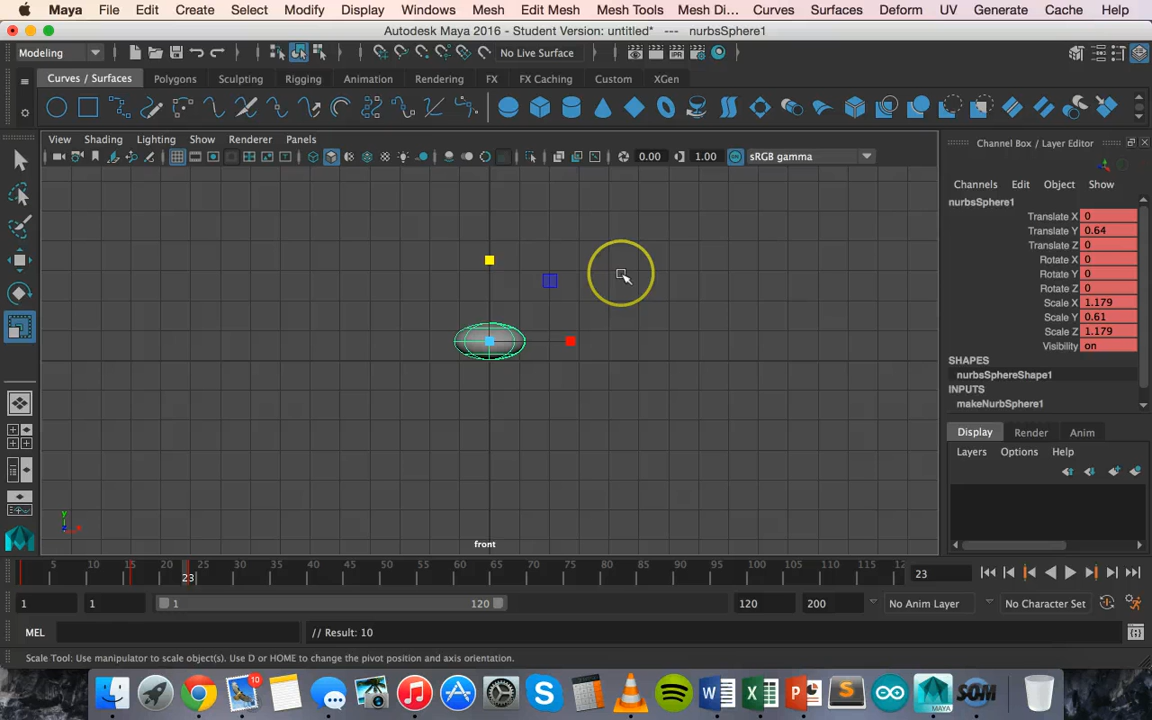 Maya File Edit Create Select Modify Display Windows Mesh Edit Mesh Mesh Tools Mesh Di... Curves Surfaces Deform UV Generate Cache Help
Autodesk Maya 2016 - Student Version: untitled* --- nurbsSphere1
Modeling No Live Surface
Curves / Surfaces Polygons Sculpting Rigging Animation Rendering FX FX Caching Custom XGen
View Shading Lighting Show Renderer Panels
0.00 1.00 sRGB gamma
Channel Box / Layer Editor
Channels Edit Object Show
nurbsSphere1
Translate X 0
Translate Y 0.64
Translate Z 0
Rotate X 0
Rotate Y 0
Rotate Z 0
Scale X 1.179
Scale Y 0.61
Scale Z 1.179
Visibility on
SHAPES
nurbsSphereShape1
INPUTS
makeNurbSphere1
Display Render Anim
Layers Options Help
y
z x
front
5 10 15 20 25 30 35 40 45 50 55 60 65 70 75 80 85 90 95 100 105 110 115 12
23
23
1 1 1 120 120 200 No Anim Layer No Character Set
MEL // Result: 10
Scale Tool: Use manipulator to scale object(s). Use D or HOME to change the pivot position and axis orientation.
10
MAYA
SOM